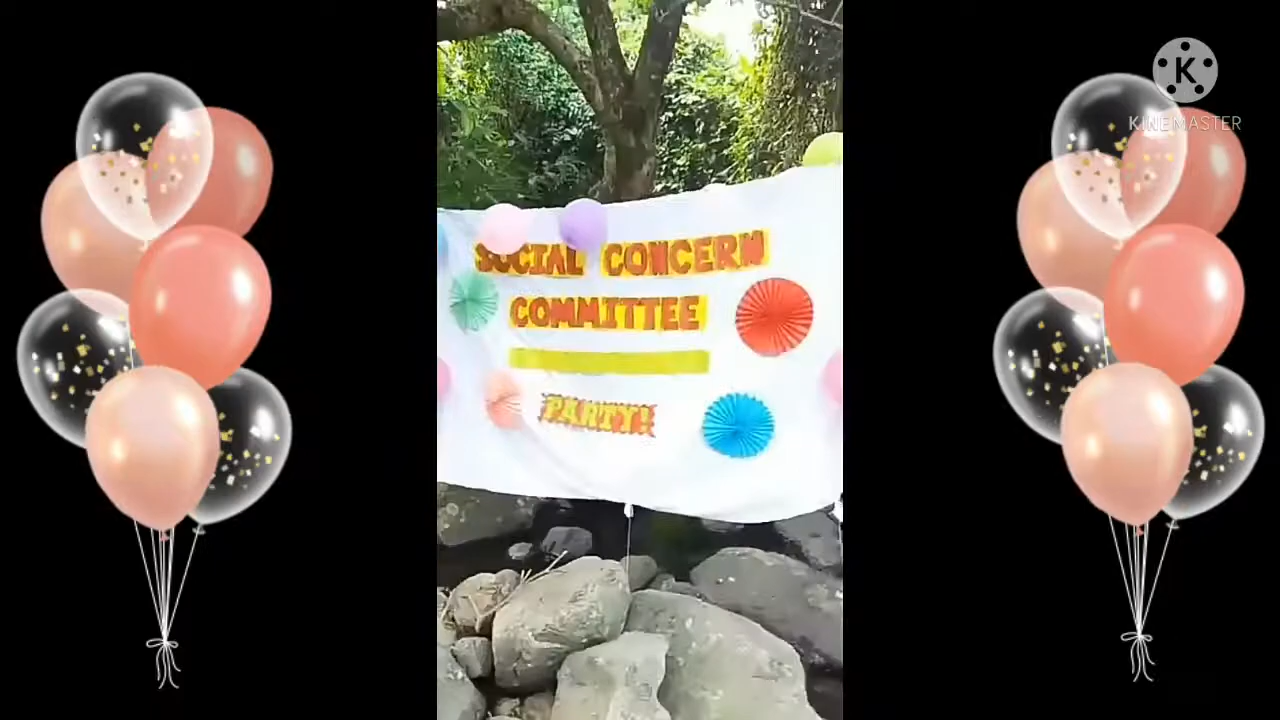 SOCIAL CONCERN
COMMITTEE
PARTY!
K
KINEMASTER